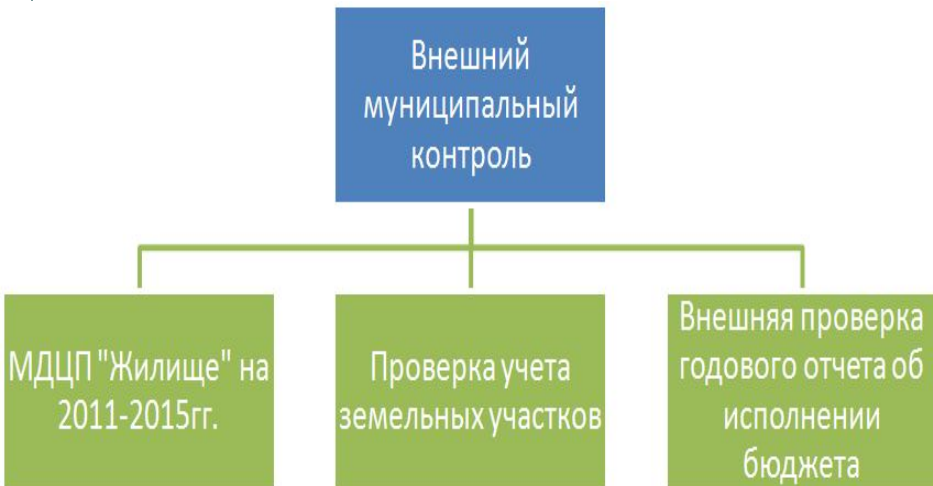 Внешний
муниципальный
контроль
МДЦП "Жилище" на
2011-2015гг.
Проверка учета
земельных участков
Внешняя проверка
годового отчета об
исполнении
бюджета